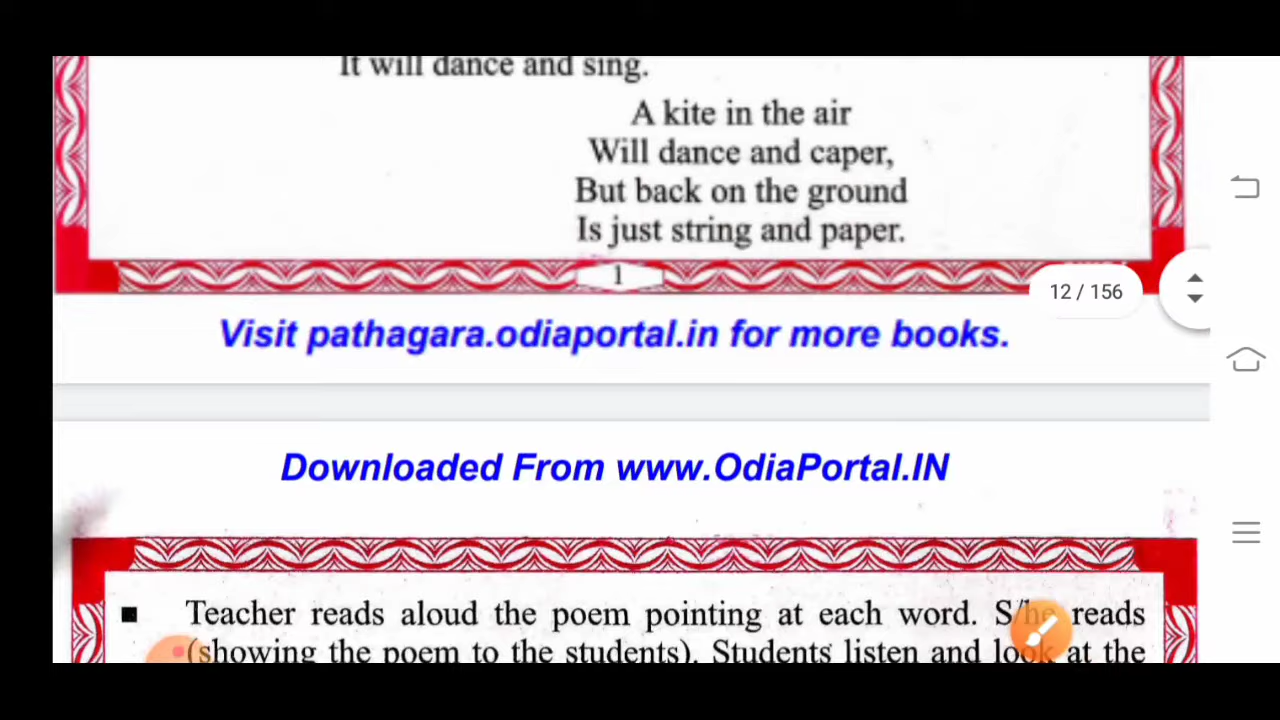 It will dance and sing.
A kite in the air
Will dance and caper,
But back on the ground
Is just string and paper.
1
12 / 156
Visit pathagara.odiaportal.in for more books.
Downloaded From www.OdiaPortal.IN
■ Teacher reads aloud the poem pointing at each word. S/he reads
(showing the poem to the students). Students listen and look at the